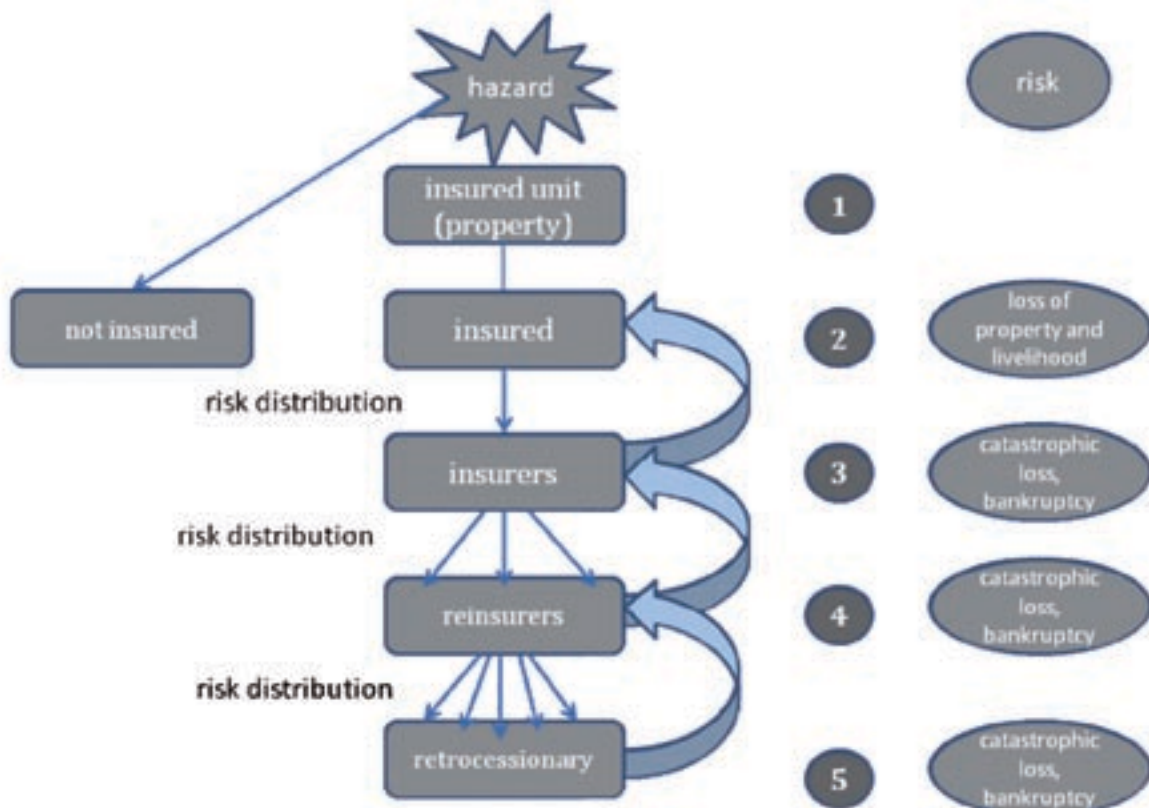 hazard
risk
insured unit
(property)
1
not insured
insured
2
loss of
property and
livelihood
risk distribution
insurers
3
catastrophic
loss,
bankruptcy
risk distribution
reinsurers
4
catastrophic
loss,
bankruptcy
risk distribution
retrocessionary
5
catastrophic
loss,
bankruptcy